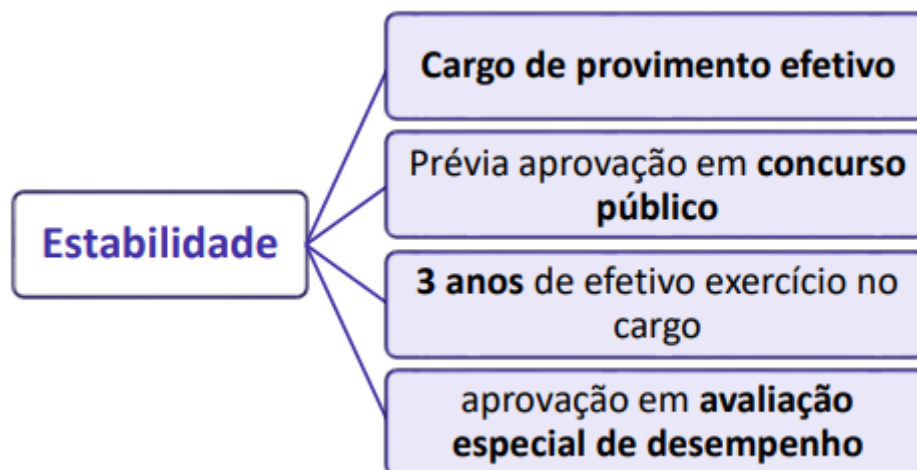 Estabilidade
Cargo de provimento efetivo
Prévia aprovação em concurso
público
3 anos de efetivo exercício no
cargo
aprovação em avaliação
especial de desempenho